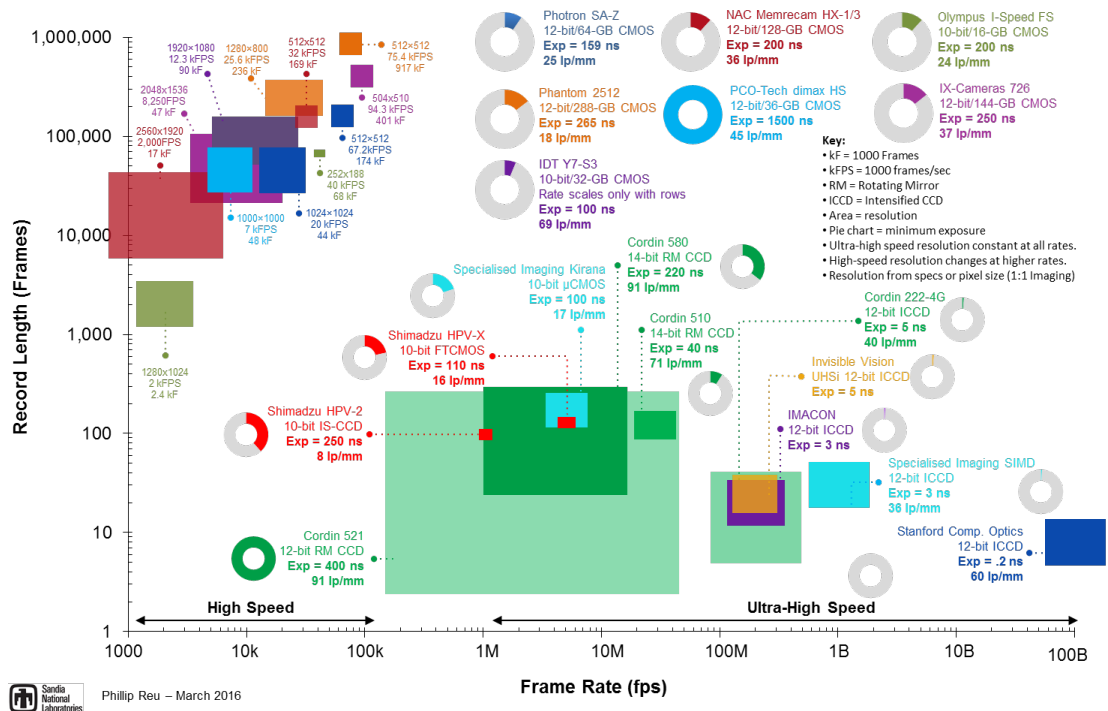 Photron SA-Z
12-bit/64-GB CMOS
Exp = 159 ns
25 lp/mm
NAC Memrecam HX-1/3
12-bit/128-GB CMOS
Exp = 200 ns
36 lp/mm
Olympus I-Speed FS
10-bit/16-GB CMOS
Exp = 200 ns
24 lp/mm
Phantom 2512
12-bit/288-GB CMOS
Exp = 265 ns
18 lp/mm
PCO-Tech dimax HS
12-bit/36-GB CMOS
Exp = 1500 ns
45 lp/mm
IX-Cameras 726
12-bit/144-GB CMOS
Exp = 250 ns
37 lp/mm
IDT Y7-S3
10-bit/32-GB CMOS
Rate scales only with rows
Exp = 100 ns
69 lp/mm
Key:
• kF = 1000 Frames
• kFPS = 1000 frames/sec
• RM = Rotating Mirror
• ICCD = Intensified CCD
• Area = resolution
• Pie chart = minimum exposure
• Ultra-high speed resolution constant at all rates.
• High-speed resolution changes at higher rates.
• Resolution from specs or pixel size (1:1 Imaging)
1920×1080
12.3 kFPS
90 kF
1280×800
25.6 kFPS
236 kF
512x512
32 kFPS
169 kF
512×512
75.4 kFPS
917 kF
2048×1536
8,250FPS
47 kF
504x510
94.3 kFPS
401 kF
2560×1920
2,000FPS
17 kF
512×512
67.2kFPS
174 kF
252x188
40 kFPS
68 kF
1000×1000
7 kFPS
48 kF
1024×1024
20 kFPS
44 kF
1280x1024
2 kFPS
2.4 kF
Cordin 580
14-bit RM CCD
Exp = 220 ns
91 lp/mm
Specialised Imaging Kirana
10-bit µCMOS
Exp = 100 ns
17 lp/mm
Cordin 510
14-bit RM CCD
Exp = 40 ns
71 lp/mm
Cordin 222-4G
12-bit ICCD
Exp = 5 ns
40 lp/mm
Shimadzu HPV-X
10-bit FTCMOS
Exp = 110 ns
16 lp/mm
Invisible Vision
UHSi 12-bit ICCD
Exp = 5 ns
Shimadzu HPV-2
10-bit IS-CCD
Exp = 250 ns
8 lp/mm
IMACON
12-bit ICCD
Exp = 3 ns
Specialised Imaging SIMD
12-bit ICCD
Exp = 3 ns
36 lp/mm
Cordin 521
12-bit RM CCD
Exp = 400 ns
91 lp/mm
Stanford Comp. Optics
12-bit ICCD
Exp = .2 ns
60 lp/mm
High Speed
Ultra-High Speed
Record Length (Frames)
1,000,000
100,000
10,000
1,000
100
10
1
1000
10k
100k
1M
10M
100M
1B
10B
100B
Frame Rate (fps)
Sandia
National
Laboratories
Phillip Reu – March 2016